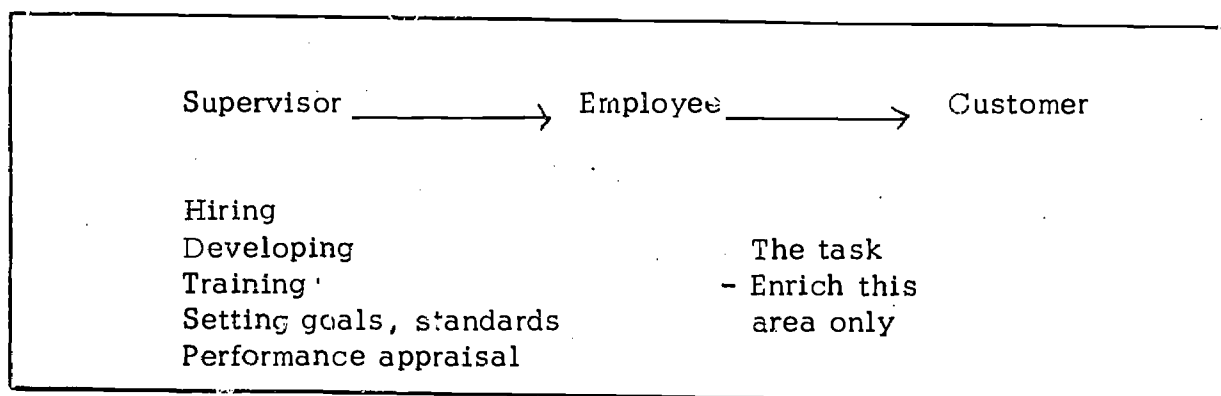 Supervisor Employee Customer
Hiring
Developing
Training
Setting goals, standards
Performance appraisal
The task
- Enrich this
area only